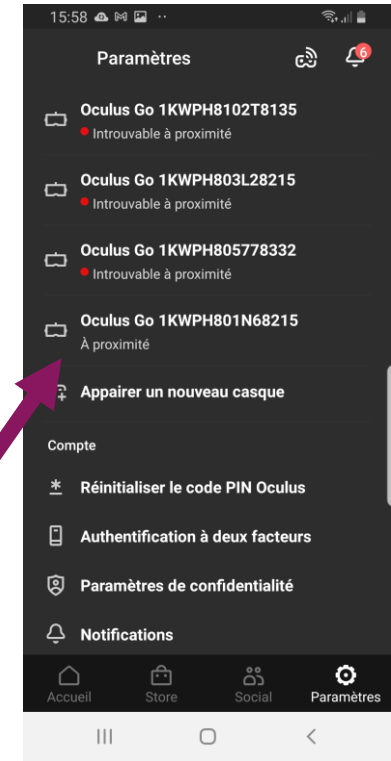 15:58
Paramètres
6
Oculus Go 1KWPH8102T8135
Introuvable à proximité
Oculus Go 1KWPH803L28215
Introuvable à proximité
Oculus Go 1KWPH805778332
Introuvable à proximité
Oculus Go 1KWPH801N68215
À proximité
Appairer un nouveau casque
Compte
Réinitialiser le code PIN Oculus
Authentification à deux facteurs
Paramètres de confidentialité
Notifications
Accueil Store Social Paramètres